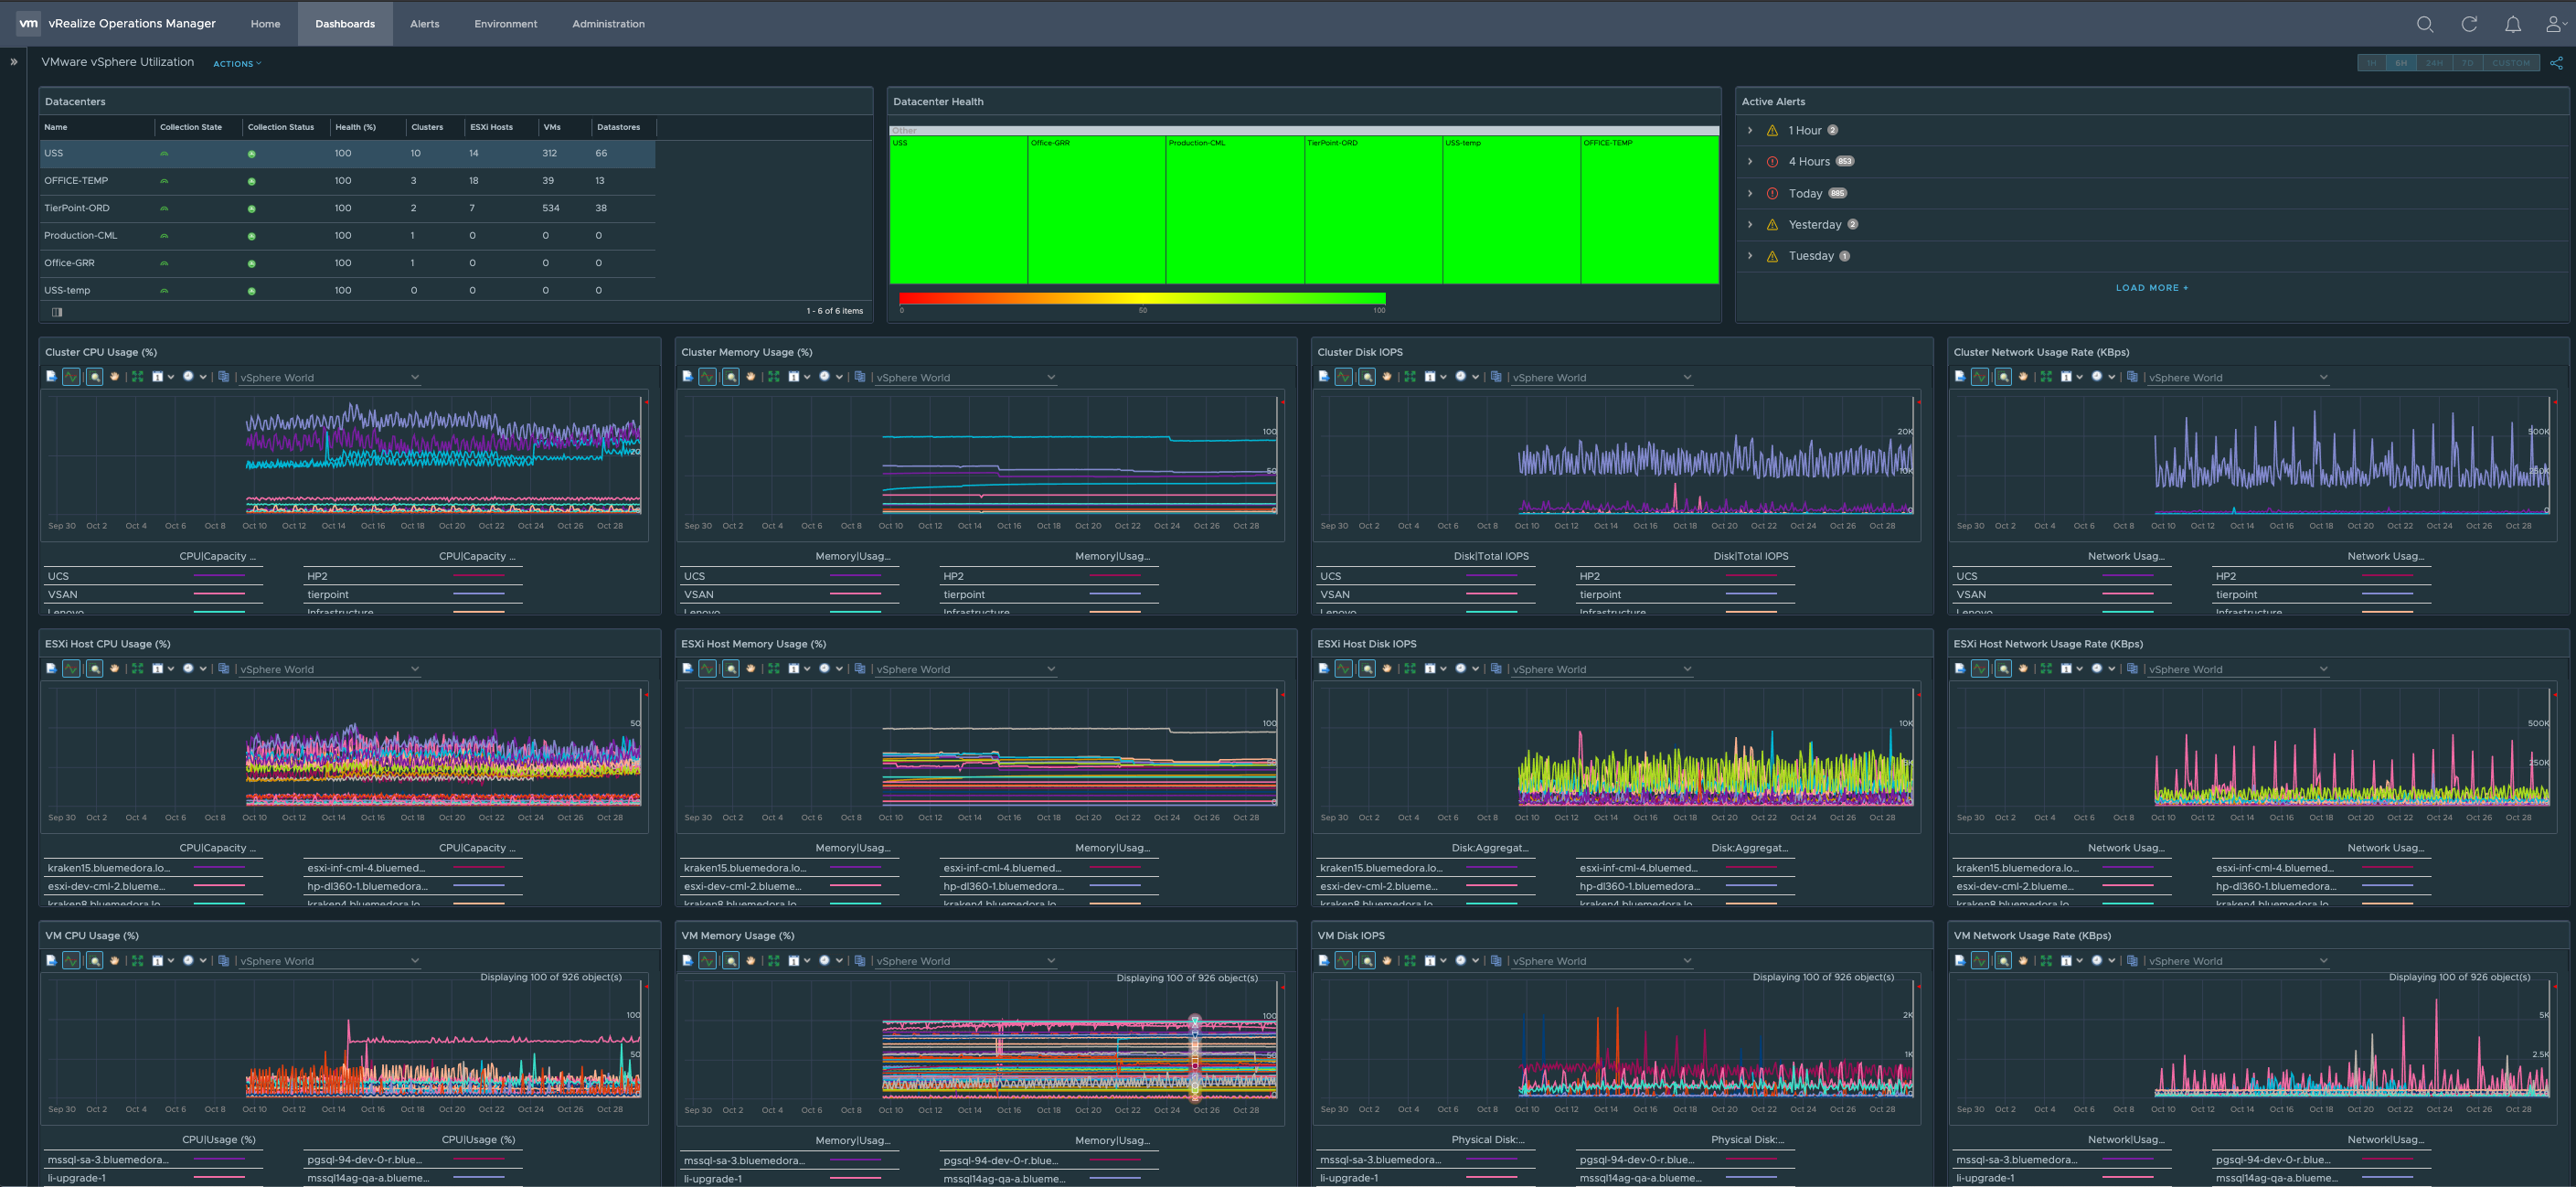 vm vRealize Operations Manager Home Dashboards Alerts Environment Administration
VMware vSphere Utilization ACTIONS 1H 6H 24H 7D CUSTOM
Datacenters
Name Collection State Collection Status Health (%) Clusters ESXi Hosts VMs Datastores
USS 100 10 14 312 66
OFFICE-TEMP 100 3 18 39 13
TierPoint-ORD 100 2 7 534 38
Production-CML 100 1 0 0 0
Office-GRR 100 1 0 0 0
USS-temp 100 0 0 0 0
1 - 6 of 6 items
Datacenter Health
Other
USS Office-GRR Production-CML TierPoint-ORD USS-temp OFFICE-TEMP
0 50 100
Active Alerts
1 Hour 2
4 Hours 853
Today 885
Yesterday 2
Tuesday 1
LOAD MORE +
Cluster CPU Usage (%)
vSphere World
20
Sep 30 Oct 2 Oct 4 Oct 6 Oct 8 Oct 10 Oct 12 Oct 14 Oct 16 Oct 18 Oct 20 Oct 22 Oct 24 Oct 26 Oct 28
CPU|Capacity ... CPU|Capacity ...
UCS HP2
VSAN tierpoint
Lenovo Infrastructure
Cluster Memory Usage (%)
vSphere World
100
50
0
Sep 30 Oct 2 Oct 4 Oct 6 Oct 8 Oct 10 Oct 12 Oct 14 Oct 16 Oct 18 Oct 20 Oct 22 Oct 24 Oct 26 Oct 28
Memory|Usag... Memory|Usag...
UCS HP2
VSAN tierpoint
Lenovo Infrastructure
Cluster Disk IOPS
vSphere World
20K
10K
0
Sep 30 Oct 2 Oct 4 Oct 6 Oct 8 Oct 10 Oct 12 Oct 14 Oct 16 Oct 18 Oct 20 Oct 22 Oct 24 Oct 26 Oct 28
Disk|Total IOPS Disk|Total IOPS
UCS HP2
VSAN tierpoint
Lenovo Infrastructure
Cluster Network Usage Rate (KBps)
vSphere World
500K
250K
0
Sep 30 Oct 2 Oct 4 Oct 6 Oct 8 Oct 10 Oct 12 Oct 14 Oct 16 Oct 18 Oct 20 Oct 22 Oct 24 Oct 26 Oct 28
Network Usag... Network Usag...
UCS HP2
VSAN tierpoint
Lenovo Infrastructure
ESXi Host CPU Usage (%)
vSphere World
50
Sep 30 Oct 2 Oct 4 Oct 6 Oct 8 Oct 10 Oct 12 Oct 14 Oct 16 Oct 18 Oct 20 Oct 22 Oct 24 Oct 26 Oct 28
CPU|Capacity ... CPU|Capacity ...
kraken15.bluemedora.lo... esxi-inf-cml-4.bluemed...
esxi-dev-cml-2.blueme... hp-dl360-1.bluemedora...
kraken8.bluemedora.lo kraken4.bluemedora.lo
ESXi Host Memory Usage (%)
vSphere World
100
50
0
Sep 30 Oct 2 Oct 4 Oct 6 Oct 8 Oct 10 Oct 12 Oct 14 Oct 16 Oct 18 Oct 20 Oct 22 Oct 24 Oct 26 Oct 28
Memory|Usag... Memory|Usag...
kraken15.bluemedora.lo... esxi-inf-cml-4.bluemed...
esxi-dev-cml-2.blueme... hp-dl360-1.bluemedora...
kraken8.bluemedora.lo kraken4.bluemedora.lo
ESXi Host Disk IOPS
vSphere World
10K
Sep 30 Oct 2 Oct 4 Oct 6 Oct 8 Oct 10 Oct 12 Oct 14 Oct 16 Oct 18 Oct 20 Oct 22 Oct 24 Oct 26 Oct 28
Disk:Aggregat... Disk:Aggregat...
kraken15.bluemedora.lo... esxi-inf-cml-4.bluemed...
esxi-dev-cml-2.blueme... hp-dl360-1.bluemedora...
kraken8.bluemedora.lo kraken4.bluemedora.lo
ESXi Host Network Usage Rate (KBps)
vSphere World
500K
250K
Sep 30 Oct 2 Oct 4 Oct 6 Oct 8 Oct 10 Oct 12 Oct 14 Oct 16 Oct 18 Oct 20 Oct 22 Oct 24 Oct 26 Oct 28
Network Usag... Network Usag...
kraken15.bluemedora.lo... esxi-inf-cml-4.bluemed...
esxi-dev-cml-2.blueme... hp-dl360-1.bluemedora...
kraken8.bluemedora.lo kraken4.bluemedora.lo
VM CPU Usage (%)
vSphere World
Displaying 100 of 926 object(s)
100
50
Sep 30 Oct 2 Oct 4 Oct 6 Oct 8 Oct 10 Oct 12 Oct 14 Oct 16 Oct 18 Oct 20 Oct 22 Oct 24 Oct 26 Oct 28
CPU|Usage (%) CPU|Usage (%)
mssql-sa-3.bluemedora... pgsql-94-dev-0-r.blue...
li-upgrade-1 mssql14ag-qa-a.blueme...
VM Memory Usage (%)
vSphere World
Displaying 100 of 926 object(s)
100
50
Sep 30 Oct 2 Oct 4 Oct 6 Oct 8 Oct 10 Oct 12 Oct 14 Oct 16 Oct 18 Oct 20 Oct 22 Oct 24 Oct 26 Oct 28
Memory|Usag... Memory|Usag...
mssql-sa-3.bluemedora... pgsql-94-dev-0-r.blue...
li-upgrade-1 mssql14ag-qa-a.blueme...
VM Disk IOPS
vSphere World
Displaying 100 of 926 object(s)
2K
1K
Sep 30 Oct 2 Oct 4 Oct 6 Oct 8 Oct 10 Oct 12 Oct 14 Oct 16 Oct 18 Oct 20 Oct 22 Oct 24 Oct 26 Oct 28
Physical Disk:... Physical Disk:...
mssql-sa-3.bluemedora... pgsql-94-dev-0-r.blue...
li-upgrade-1 mssql14ag-qa-a.blueme...
VM Network Usage Rate (KBps)
vSphere World
Displaying 100 of 926 object(s)
5K
2.5K
Sep 30 Oct 2 Oct 4 Oct 6 Oct 8 Oct 10 Oct 12 Oct 14 Oct 16 Oct 18 Oct 20 Oct 22 Oct 24 Oct 26 Oct 28
Network|Usag... Network|Usag...
mssql-sa-3.bluemedora... pgsql-94-dev-0-r.blue...
li-upgrade-1 mssql14ag-qa-a.blueme...